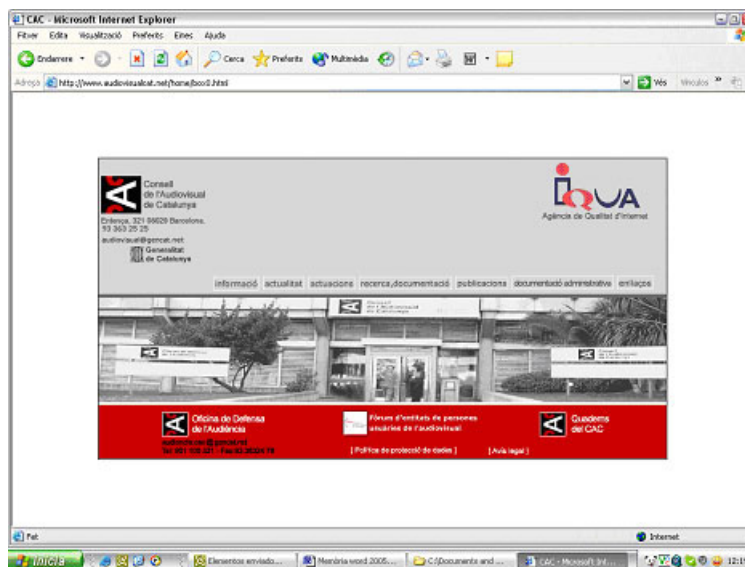 CAC - Microsoft Internet Explorer
Fitxer Edita Visualització Preferits Eines Ajuda
Endarrere Cerca Preferits Multimèdia
Adreça http://www.audiovisualcat.net/home/box0.html Vés Vínculos
Consell
de l'Audiovisual
de Catalunya
Entença, 321 08029 Barcelona.
93 363 25 25
audiovisual@gencat.net
Generalitat
de Catalunya
IQUA
Agència de Qualitat d'Internet
informació actualitat actuacions recerca,documentació publicacions documentació administrativa enllaços
Oficina de Defensa
de l'Audiència
Fòrum d'entitats de persones
usuàries de l'audiovisual
Quaderns
del CAC
[ Política de protecció de dades ] [ Avís legal ]
Fet Internet
Inicia Elementos enviado... Memòria word 2005... C:\Documents and ... CAC - Microsoft Int...